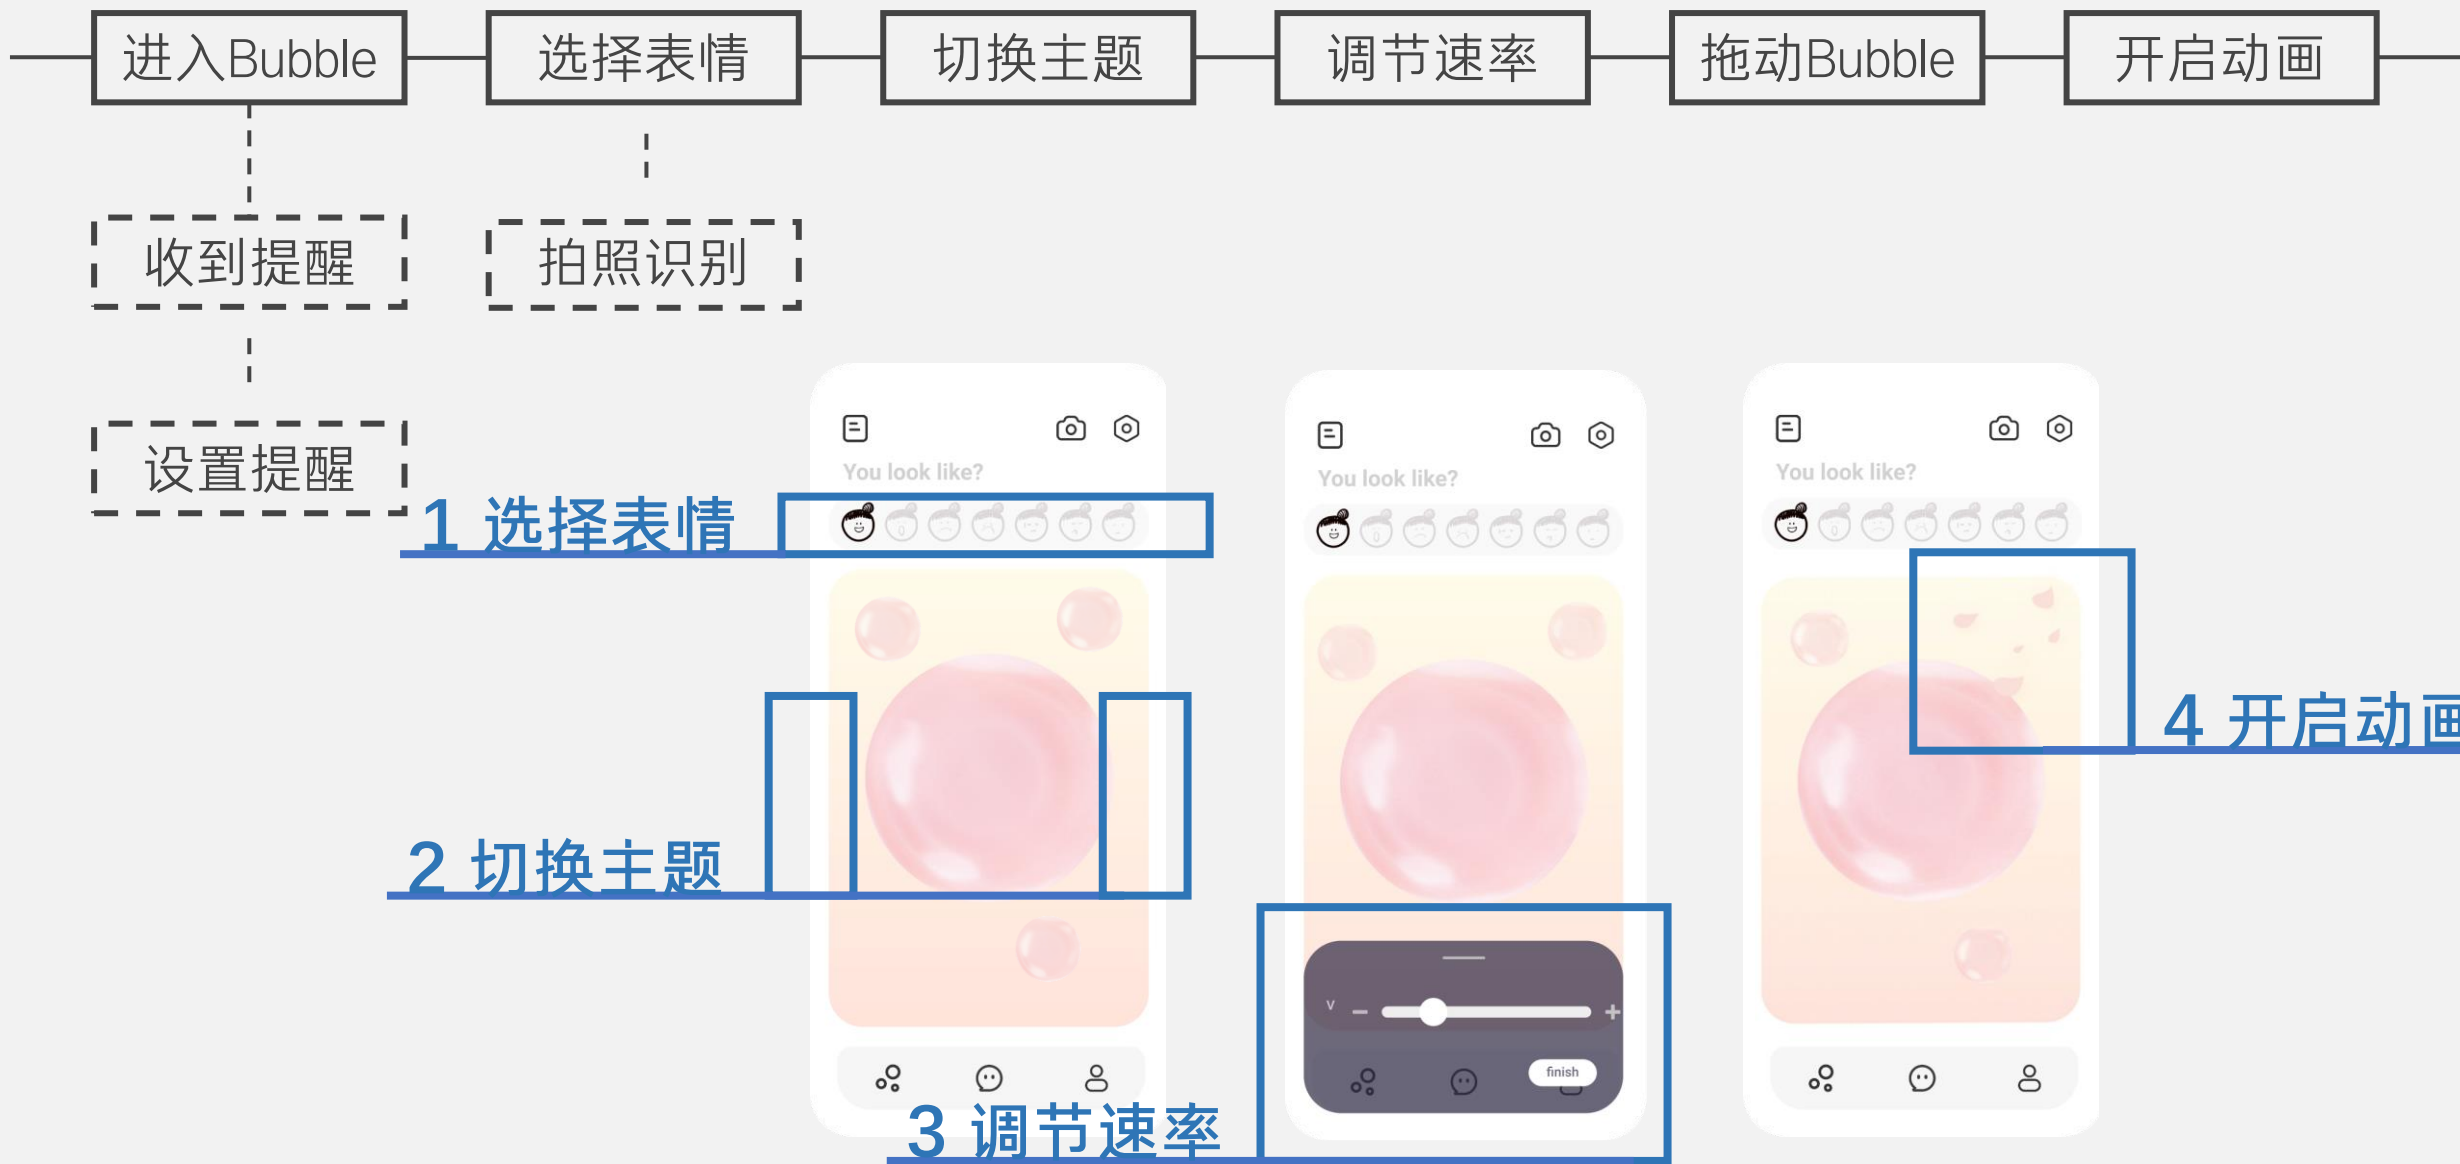 进入Bubble
选择表情
切换主题
调节速率
拖动Bubble
开启动画
收到提醒
拍照识别
设置提醒
You look like?
You look like?
You look like?
1 选择表情
2 切换主题
3 调节速率
4 开启动画
V
finish